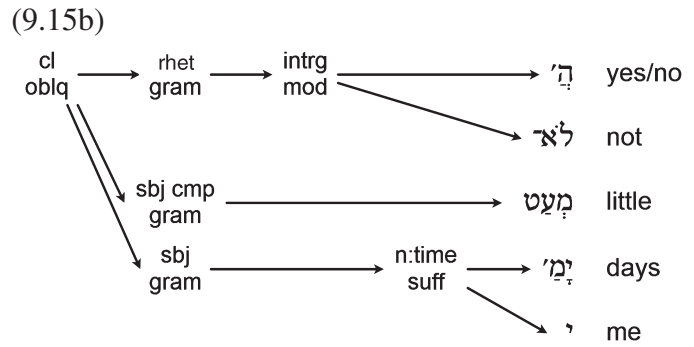 (9.15b)
cl oblq rhet gram intrg mod הֲ׳ yes/no
לֹא־ not
sbj cmp gram מְעַט little
sbj gram n:time suff יָמַ׳ days
י me